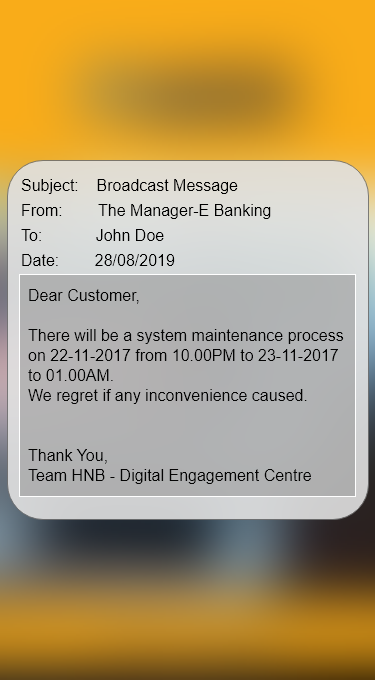 Subject: Broadcast Message
From: The Manager-E Banking
To: John Doe
Date: 28/08/2019
Dear Customer,
There will be a system maintenance process
on 22-11-2017 from 10.00PM to 23-11-2017
to 01.00AM.
We regret if any inconvenience caused.
Thank You,
Team HNB - Digital Engagement Centre